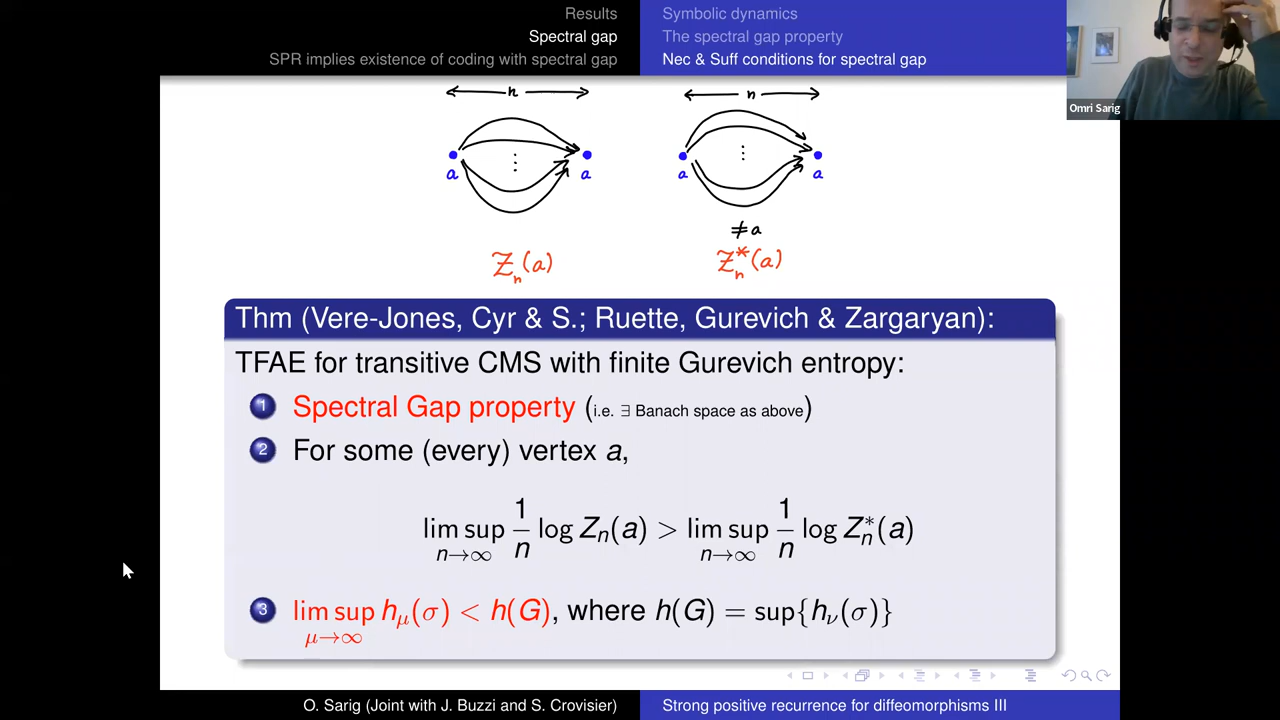 Results
Spectral gap
SPR implies existence of coding with spectral gap
Symbolic dynamics
The spectral gap property
Nec & Suff conditions for spectral gap
Omri Sarig
n n
a a a a
≠a
Z_n(a) Z*_n(a)
Thm (Vere-Jones, Cyr & S.; Ruette, Gurevich & Zargaryan):
TFAE for transitive CMS with finite Gurevich entropy:
1 Spectral Gap property (i.e. ∃ Banach space as above)
2 For some (every) vertex a,
lim sup_{n→∞} 1/n log Z_n(a) > lim sup_{n→∞} 1/n log Z*_n(a)
3 lim sup_{μ→∞} h_μ(σ) < h(G), where h(G) = sup{h_ν(σ)}
O. Sarig (Joint with J. Buzzi and S. Crovisier)
Strong positive recurrence for diffeomorphisms III